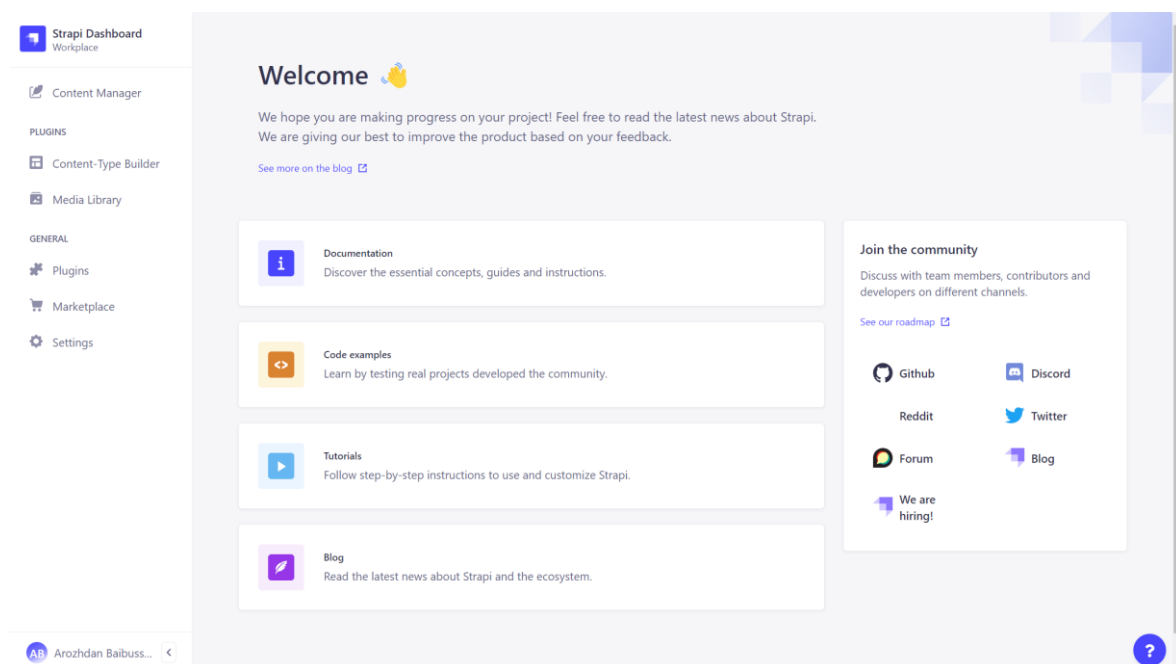 Strapi Dashboard
Workplace
Content Manager
PLUGINS
Content-Type Builder
Media Library
GENERAL
Plugins
Marketplace
Settings
AB
Arozhdan Baibuss...
Welcome 👋
We hope you are making progress on your project! Feel free to read the latest news about Strapi.
We are giving our best to improve the product based on your feedback.
See more on the blog
Documentation
Discover the essential concepts, guides and instructions.
Code examples
Learn by testing real projects developed the community.
Tutorials
Follow step-by-step instructions to use and customize Strapi.
Blog
Read the latest news about Strapi and the ecosystem.
Join the community
Discuss with team members, contributors and
developers on different channels.
See our roadmap
Github
Discord
Reddit
Twitter
Forum
Blog
We are
hiring!
?